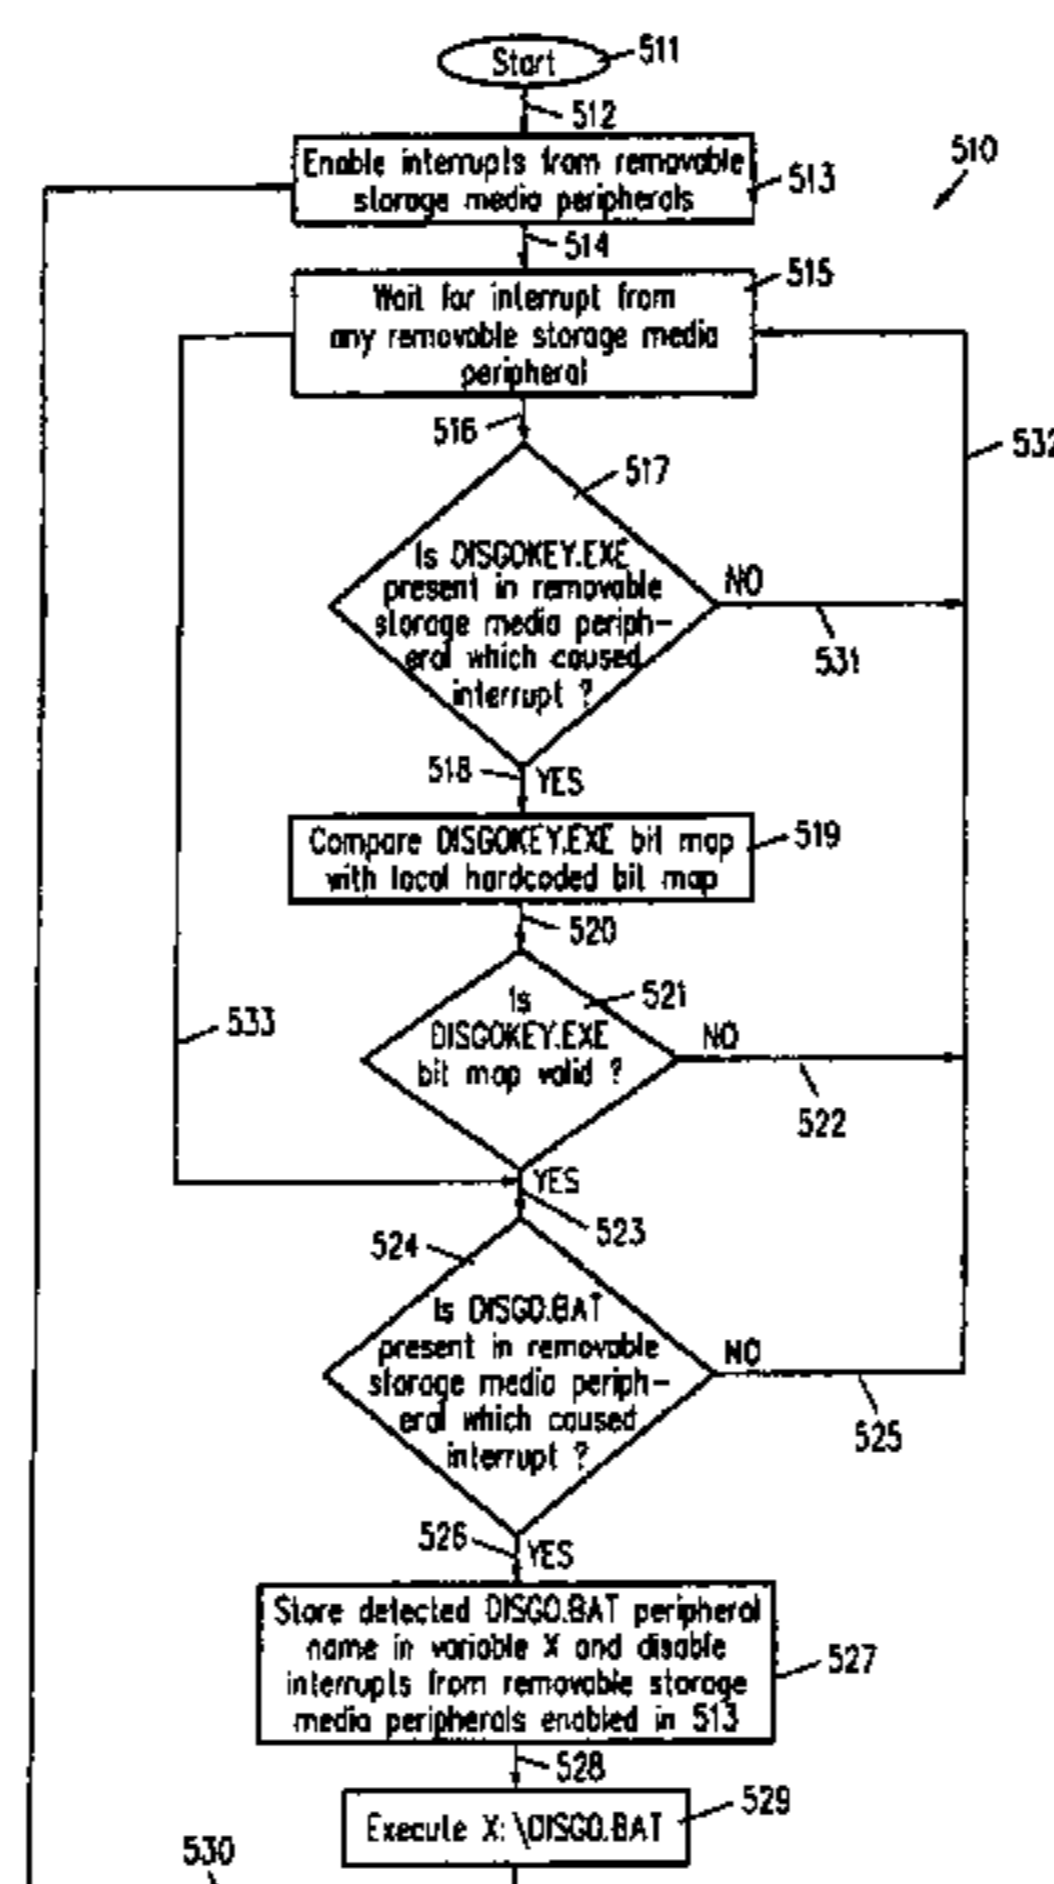 Start
511
512
510
Enable interrupts from removable
storage media peripherals
513
514
515
Wait for interrupt from
any removable storage media
peripheral
516
532
517
Is DISGOKEY.EXE
present in removable
storage media periph-
eral which caused
interrupt ?
NO
531
518
YES
Compare DISGOKEY.EXE bit map
with local hardcoded bit map
519
520
521
Is
DISGOKEY.EXE
bit map valid ?
NO
522
533
YES
523
524
Is DISGO.BAT
present in removable
storage media periph-
eral which caused
interrupt ?
NO
525
526
YES
Store detected DISGO.BAT peripheral
name in variable X and disable
interrupts from removable storage
media peripherals enabled in 513
527
528
Execute X:\DISGO.BAT
529
530